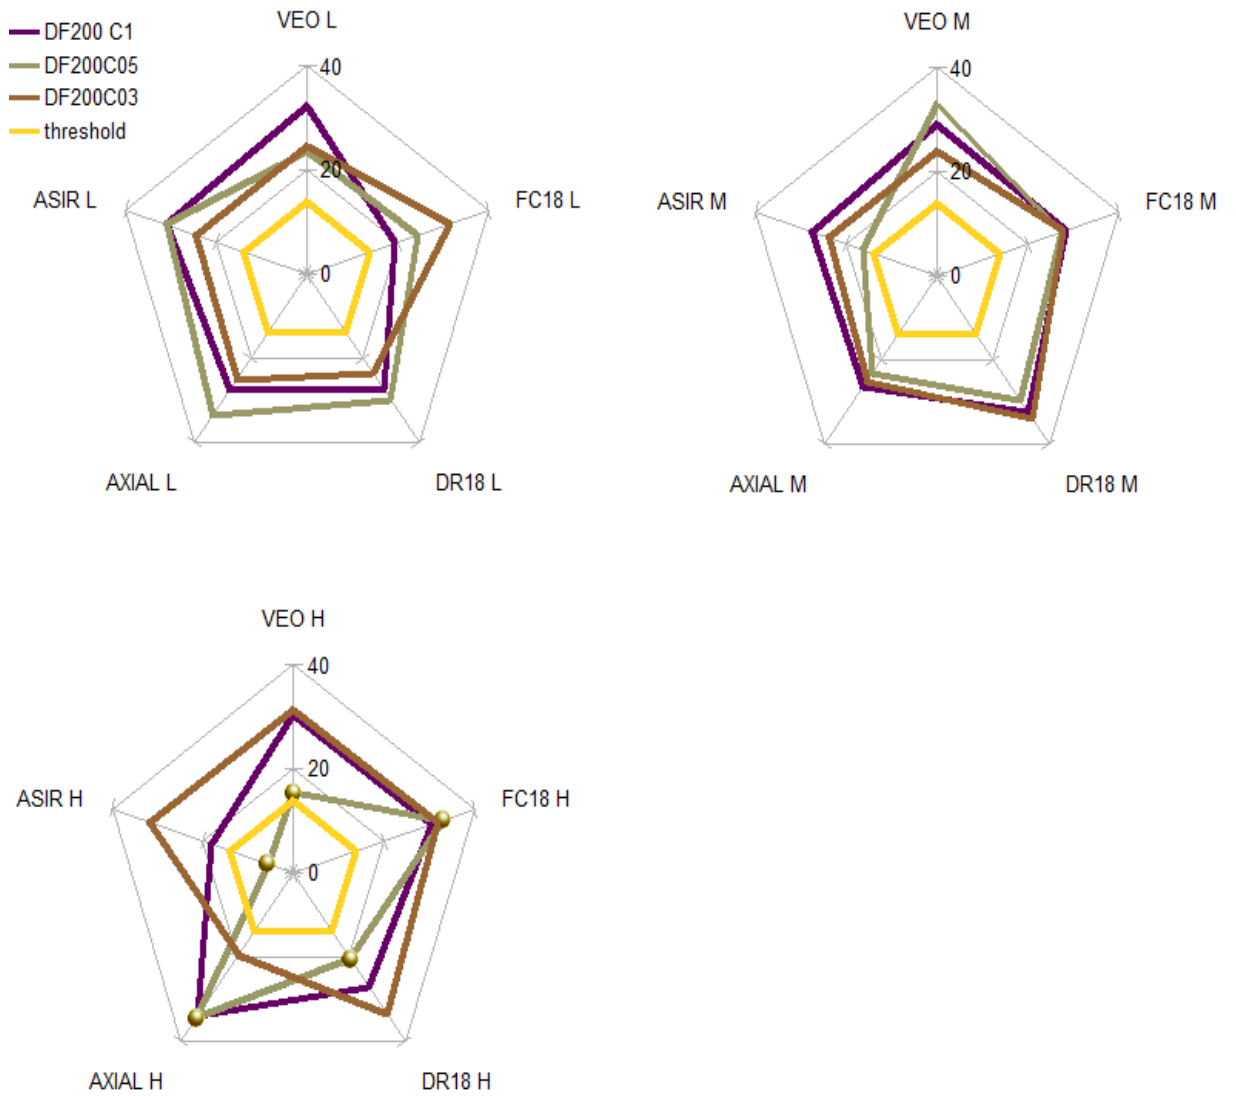 DF200 C1
DF200C05
DF200C03
threshold
VEO L
40
20
0
ASIR L
FC18 L
AXIAL L
DR18 L
VEO M
40
20
0
ASIR M
FC18 M
AXIAL M
DR18 M
VEO H
40
20
0
ASIR H
FC18 H
AXIAL H
DR18 H